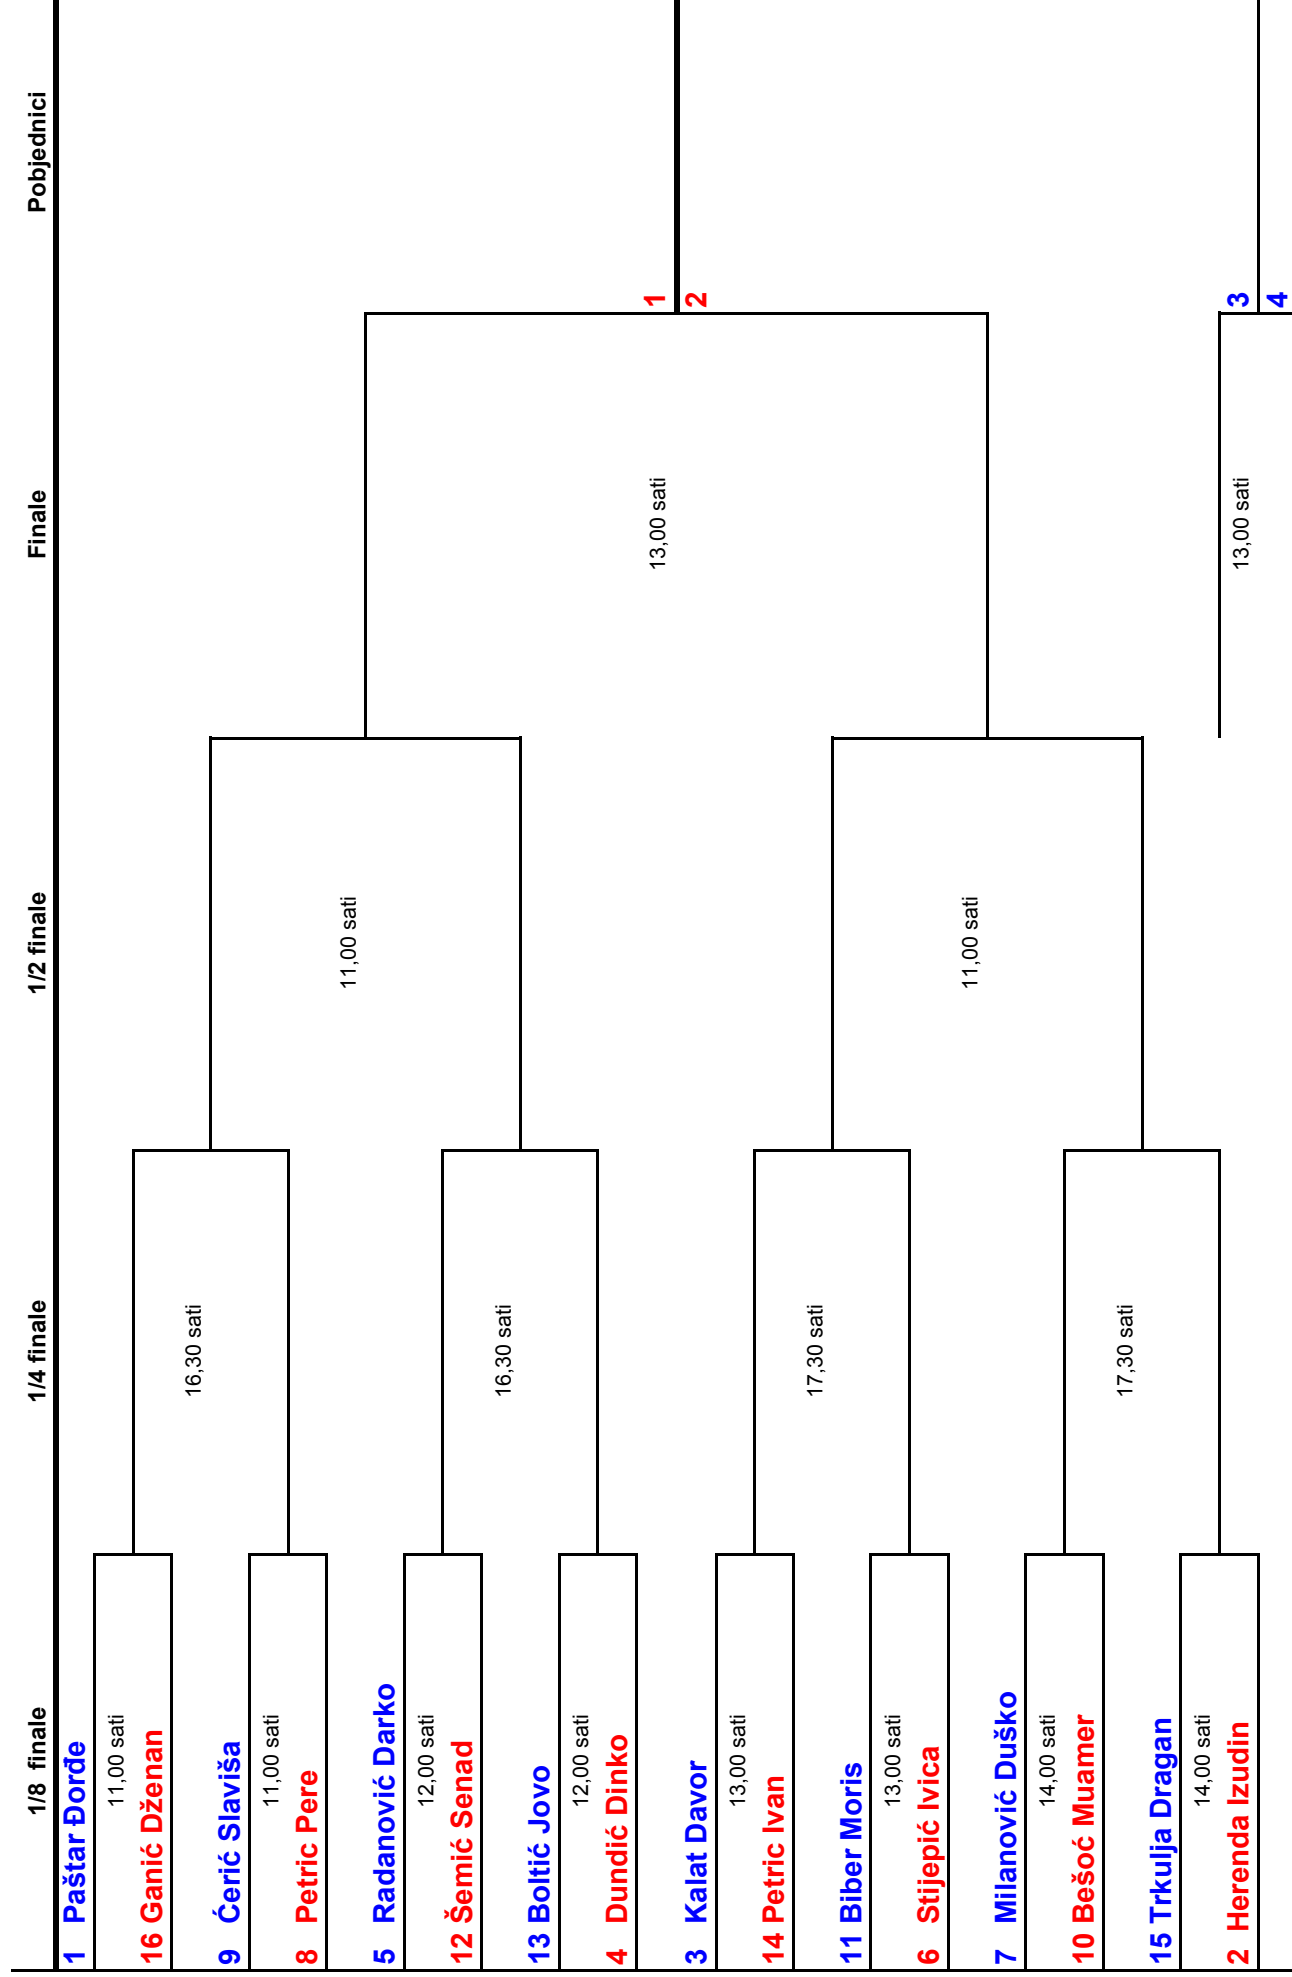 1/8  finale
1/4 finale
1/2 finale
Finale
Pobjednici
1 Paštar Đorđe
11,00 sati
16 Ganić Dženan
16,30 sati
9 Ćerić Slaviša
11,00 sati
8 Petric Pere
11,00 sati
5 Radanović Darko
12,00 sati
12 Šemić Senad
16,30 sati
13 Boltić Jovo
12,00 sati
4 Dundić Dinko
1
13,00 sati
2
3 Kalat Davor
13,00 sati
14 Petric Ivan
17,30 sati
11 Biber Moris
13,00 sati
6 Stijepić Ivica
11,00 sati
7 Milanović Duško
14,00 sati
10 Bešoć Muamer
17,30 sati
15 Trkulja Dragan
14,00 sati
2 Herenda Izudin
3
13,00 sati
4